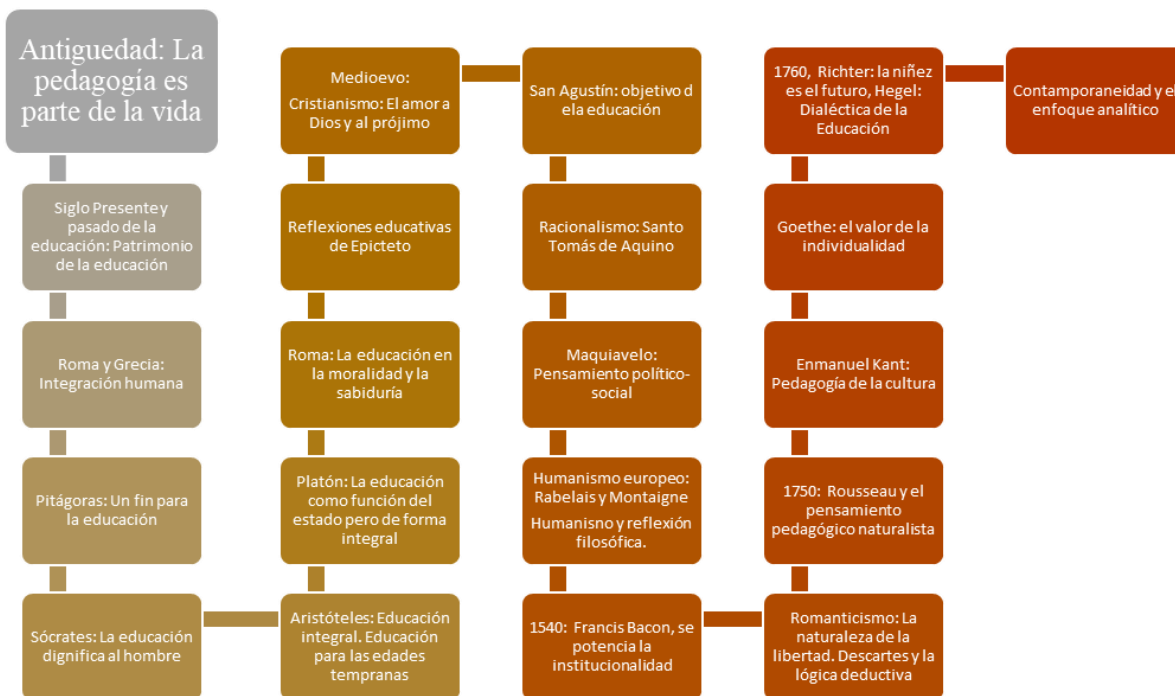 Antiguedad: La
pedagogía es
parte de la vida
Siglo Presente y
pasado de la
educación: Patrimonio
de la educación
Roma y Grecia:
Integración humana
Pitágoras: Un fin para
la educación
Sócrates: La educación
dignifica al hombre
Aristóteles: Educación
integral. Educación
para las edades
tempranas
Platón: La educación
como función del
estado pero de forma
integral
Roma: La educación en
la moralidad y la
sabiduría
Reflexiones educativas
de Epicteto
Medioevo:
Cristianismo: El amor a
Dios y al prójimo
San Agustín: objetivo d
ela educación
Racionalismo: Santo
Tomás de Aquino
Maquiavelo:
Pensamiento político-
social
Humanismo europeo:
Rabelais y Montaigne
Humanisno y reflexión
filosófica.
1540: Francis Bacon, se
potencia la
institucionalidad
Romanticismo: La
naturaleza de la
libertad. Descartes y la
lógica deductiva
1750: Rousseau y el
pensamiento
pedagógico naturalista
Enmanuel Kant:
Pedagogía de la cultura
Goethe: el valor de la
individualidad
1760, Richter: la niñez
es el futuro, Hegel:
Dialéctica de la
Educación
Contamporaneidad y el
enfoque analítico